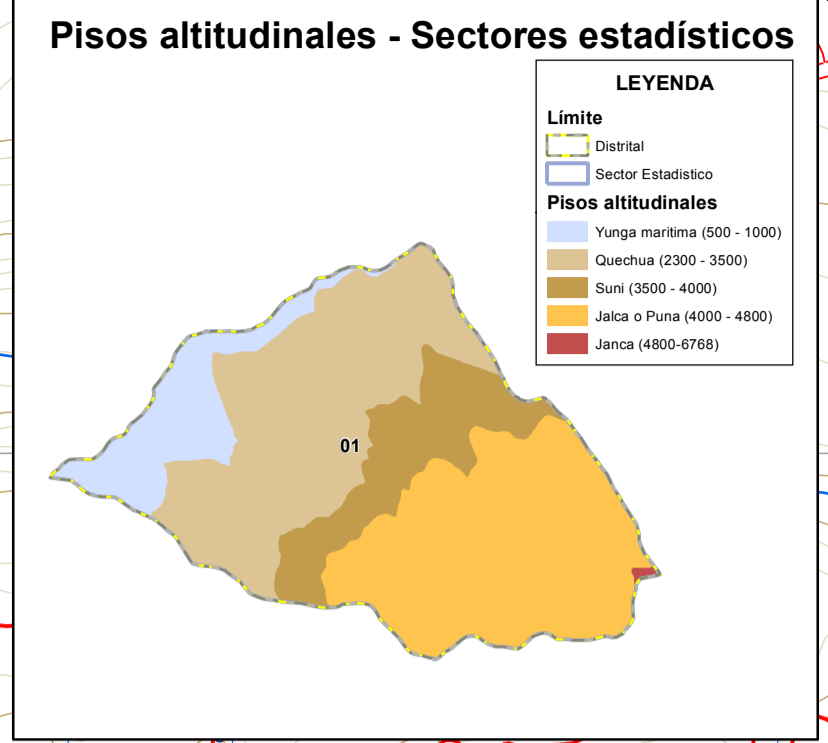 Pisos altitudinales - Sectores estadísticos
LEYENDA
Límite
Distrital
Sector Estadistico
Pisos altitudinales
Yunga maritima (500 - 1000)
Quechua (2300 - 3500)
Suni (3500 - 4000)
Jalca o Puna (4000 - 4800)
Janca (4800-6768)
01